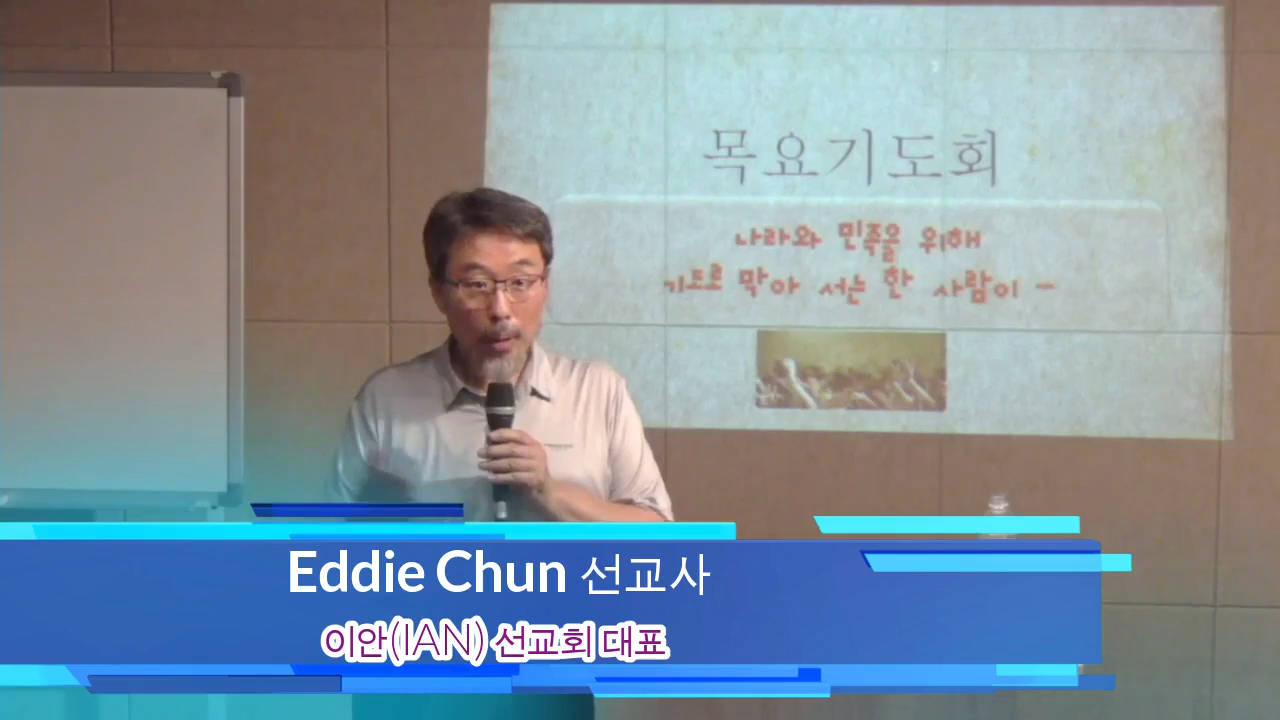 목요기도회
나라와 민족을 위해
기도로 막아 서는 한 사람이 -
Eddie Chun 선교사
이안(IAN) 선교회 대표